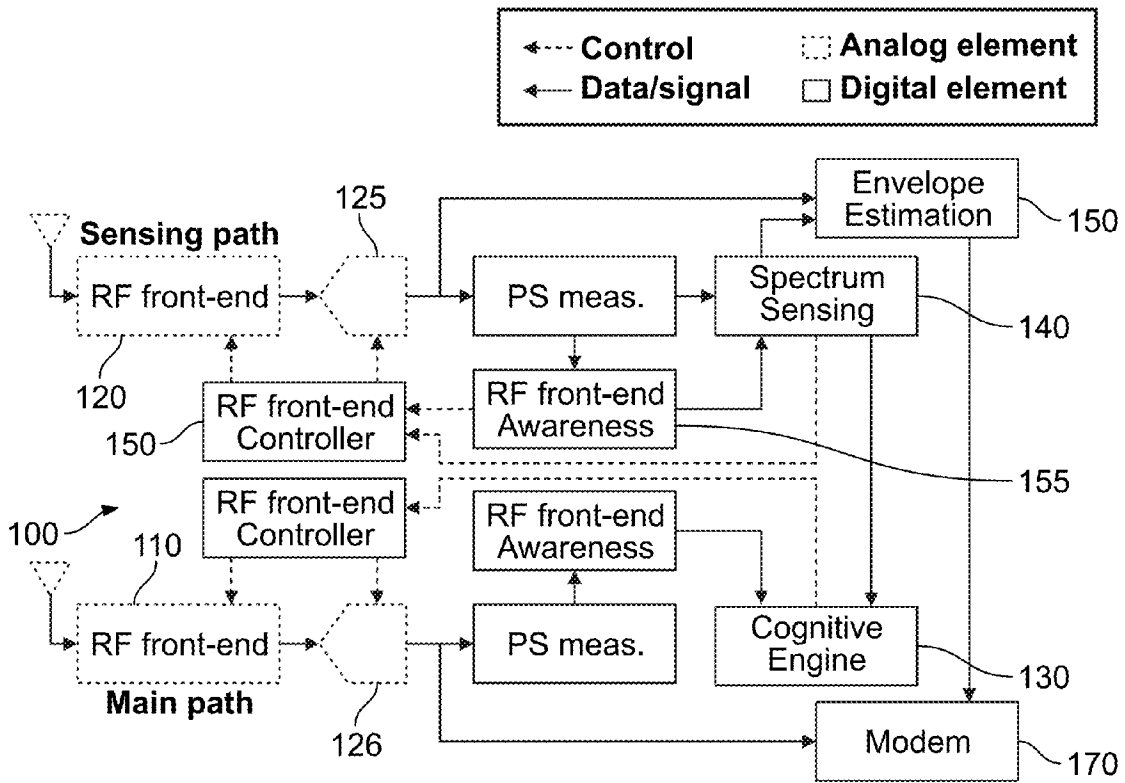 Control
Analog element
Data/signal
Digital element
125
Envelope
Estimation
150
Sensing path
RF front-end
PS meas.
Spectrum
Sensing
140
120
RF front-end
Controller
150
RF front-end
Awareness
155
100
110
RF front-end
Controller
RF front-end
Awareness
RF front-end
PS meas.
Cognitive
Engine
130
Main path
126
Modem
170